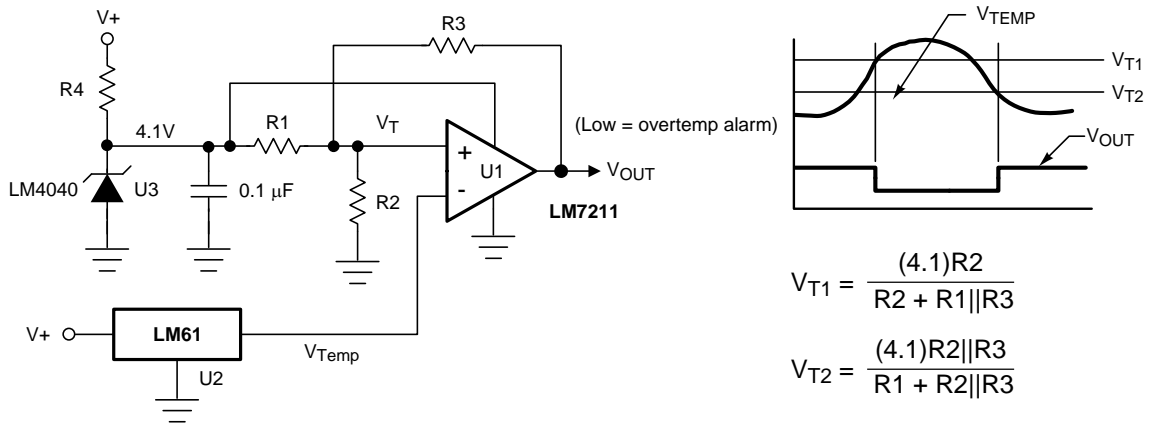 V+
R3
R4
4.1V
R1
VT
(Low = overtemp alarm)
LM4040
U3
0.1 μF
R2
+
-
U1
VOUT
LM7211
V+
LM61
VTemp
U2
VTEMP
VT1
VT2
VOUT
VT1 = (4.1)R2 / R2 + R1||R3
VT2 = (4.1)R2||R3 / R1 + R2||R3